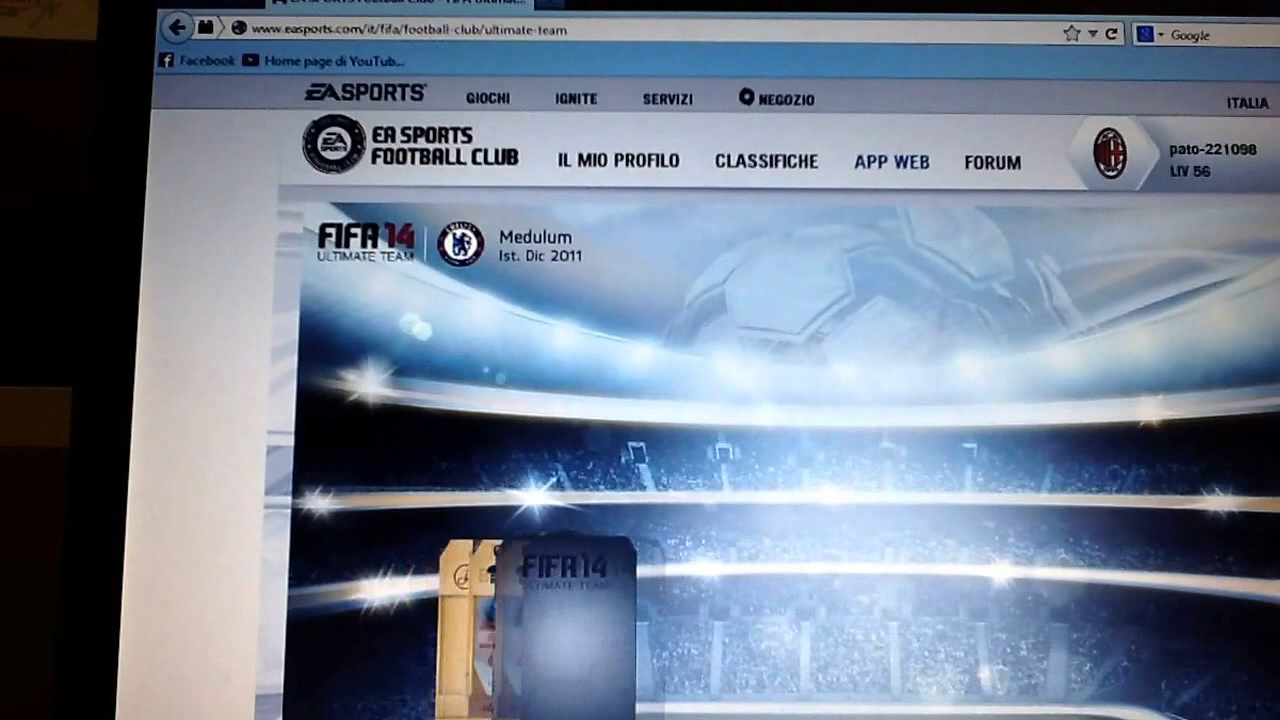 www.easports.com/it/fifa/football-club/ultimate-team
Google
Facebook Home page di YouTub...
EA SPORTS GIOCHI IGNITE SERVIZI NEGOZIO ITALIA
EA SPORTS
FOOTBALL CLUB
IL MIO PROFILO CLASSIFICHE APP WEB FORUM
pato-221098
LIV 56
FIFA 14
ULTIMATE TEAM
Medulum
Ist. Dic 2011
FIFA 14
ULTIMATE TEAM